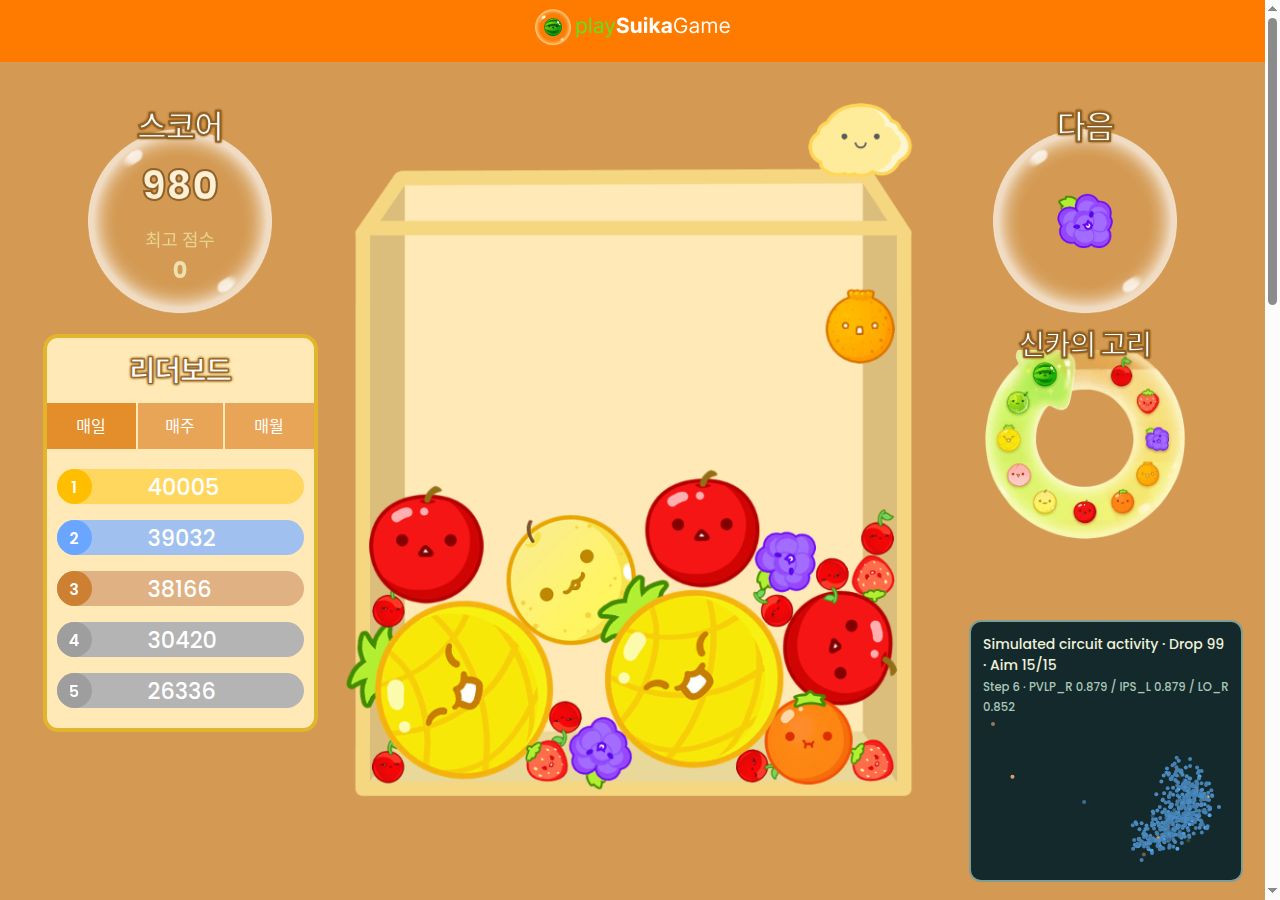 playSuikaGame
스코어
980
최고 점수
0
리더보드
매일 매주 매월
1 40005
2 39032
3 38166
4 30420
5 26336
다음
신카의 고리
Simulated circuit activity · Drop 99
· Aim 15/15
Step 6 · PVLP_R 0.879 / IPS_L 0.879 / LO_R
0.852